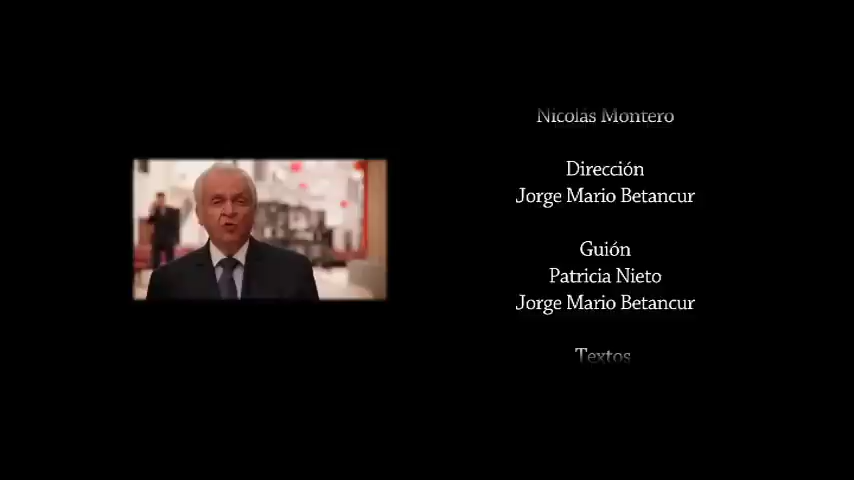 Nicolás Montero
Dirección
Jorge Mario Betancur
Guión
Patricia Nieto
Jorge Mario Betancur
Textos